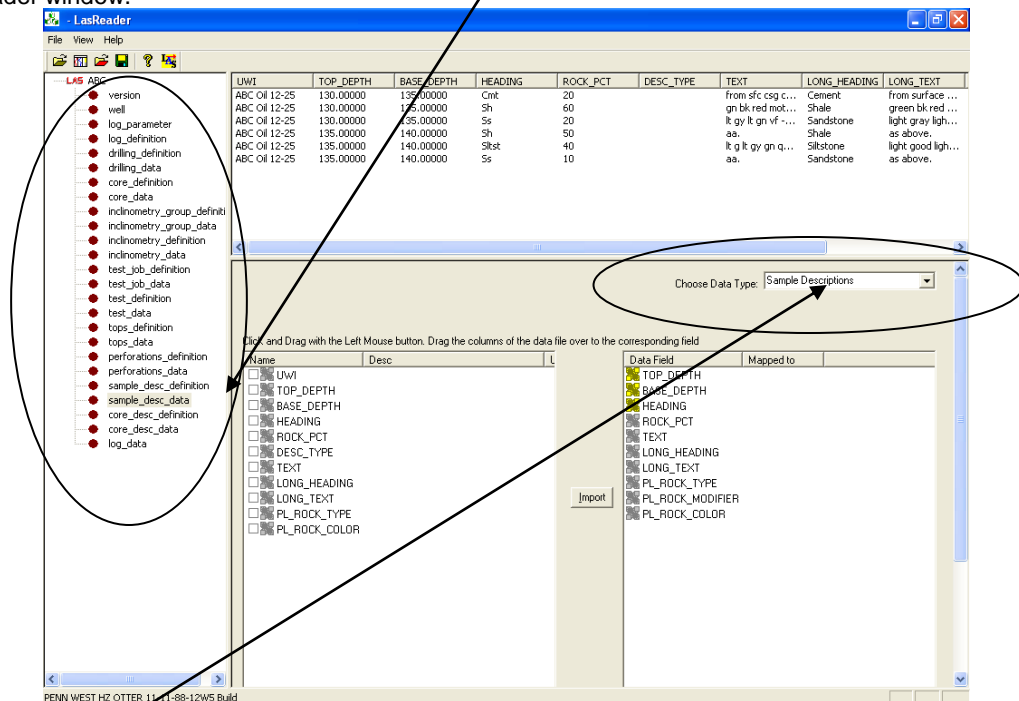 ader window.
- LasReader
File View Help
LAS ABC
version
well
log_parameter
log_definition
drilling_definition
drilling_data
core_definition
core_data
inclinometry_group_definiti
inclinometry_group_data
inclinometry_definition
inclinometry_data
test_job_definition
test_job_data
test_definition
test_data
tops_definition
tops_data
perforations_definition
perforations_data
sample_desc_definition
sample_desc_data
core_desc_definition
core_desc_data
log_data
UWI TOP_DEPTH BASE_DEPTH HEADING ROCK_PCT DESC_TYPE TEXT LONG_HEADING LONG_TEXT
ABC Oil 12-25 130.00000 135.00000 Cmt 20 from sfc csg c... Cement from surface ...
ABC Oil 12-25 130.00000 135.00000 Sh 60 gn bk red mot... Shale green bk red ...
ABC Oil 12-25 130.00000 135.00000 Ss 20 lt gy lt gn vf -... Sandstone light gray ligh...
ABC Oil 12-25 135.00000 140.00000 Sh 50 aa. Shale as above.
ABC Oil 12-25 135.00000 140.00000 Sltst 40 lt g lt gy gn q... Siltstone light good ligh...
ABC Oil 12-25 135.00000 140.00000 Ss 10 aa. Sandstone as above.
Choose Data Type: Sample Descriptions
Click and Drag with the Left Mouse button. Drag the columns of the data file over to the corresponding field
Name Desc U
UWI
TOP_DEPTH
BASE_DEPTH
HEADING
ROCK_PCT
DESC_TYPE
TEXT
LONG_HEADING
LONG_TEXT
PL_ROCK_TYPE
PL_ROCK_COLOR
Import
Data Field Mapped to
TOP_DEPTH
BASE_DEPTH
HEADING
ROCK_PCT
TEXT
LONG_HEADING
LONG_TEXT
PL_ROCK_TYPE
PL_ROCK_MODIFIER
PL_ROCK_COLOR
PENN WEST HZ OTTER 11-11-88-12W5 Build